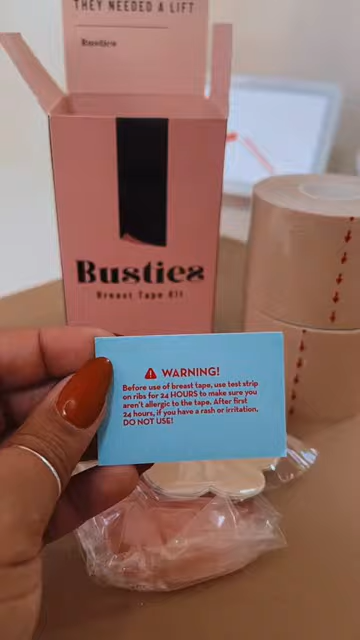 THEY NEEDED A LIFT
Busties
Busties
Breast Tape Kit
WARNING!
Before use of breast tape, use test strip
on ribs for 24 HOURS to make sure you
aren't allergic to the tape. After first
24 hours, if you have a rash or irritation,
DO NOT USE!